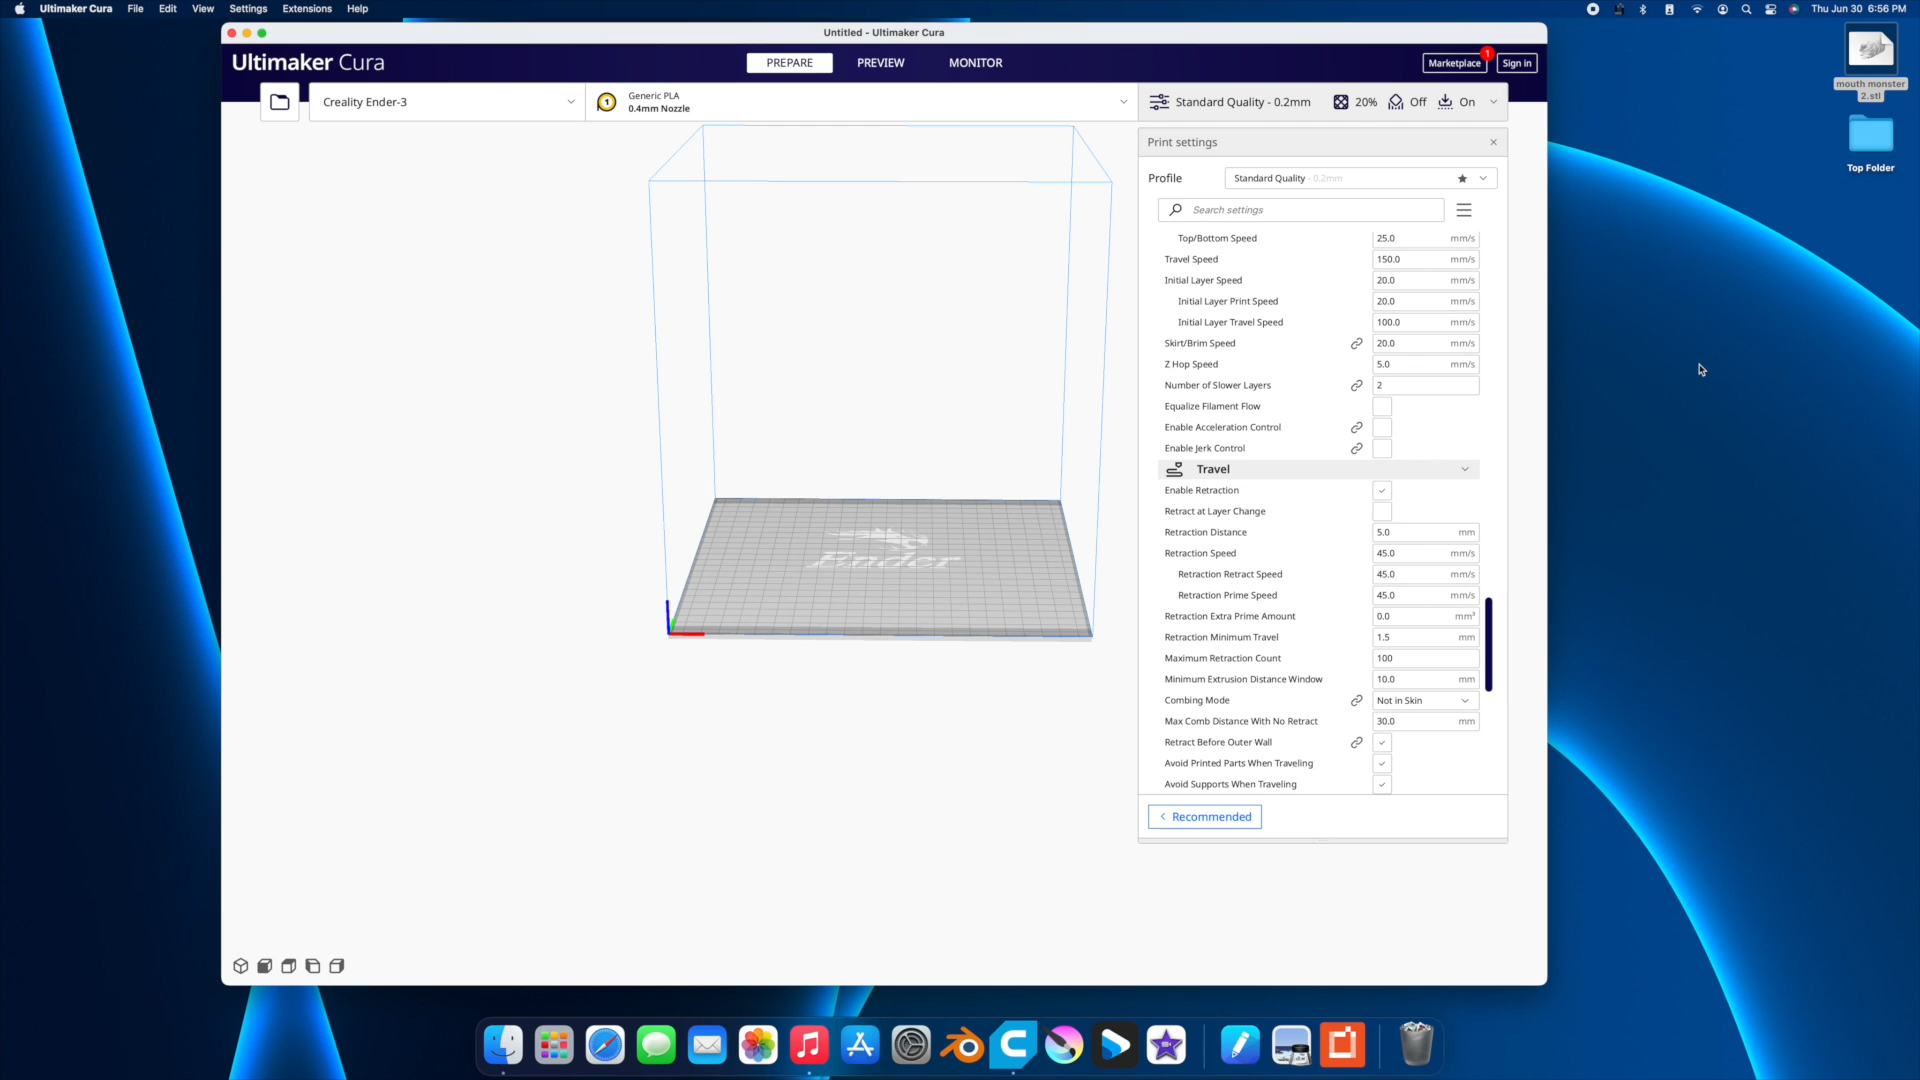 Ultimaker Cura File Edit View Settings Extensions Help Thu Jun 30 6:56 PM
Untitled - Ultimaker Cura
Ultimaker Cura PREPARE PREVIEW MONITOR Marketplace 1 Sign in
mouth monster
2.stl
Top Folder
Creality Ender-3
1 Generic PLA
0.4mm Nozzle
Standard Quality - 0.2mm 20% Off On
Print settings
Profile Standard Quality - 0.2mm
Search settings
Top/Bottom Speed 25.0 mm/s
Travel Speed 150.0 mm/s
Initial Layer Speed 20.0 mm/s
Initial Layer Print Speed 20.0 mm/s
Initial Layer Travel Speed 100.0 mm/s
Skirt/Brim Speed 20.0 mm/s
Z Hop Speed 5.0 mm/s
Number of Slower Layers 2
Equalize Filament Flow
Enable Acceleration Control
Enable Jerk Control
Travel
Enable Retraction
Retract at Layer Change
Retraction Distance 5.0 mm
Retraction Speed 45.0 mm/s
Retraction Retract Speed 45.0 mm/s
Retraction Prime Speed 45.0 mm/s
Retraction Extra Prime Amount 0.0 mm³
Retraction Minimum Travel 1.5 mm
Maximum Retraction Count 100
Minimum Extrusion Distance Window 10.0 mm
Combing Mode Not in Skin
Max Comb Distance With No Retract 30.0 mm
Retract Before Outer Wall
Avoid Printed Parts When Traveling
Avoid Supports When Traveling
Recommended
Ender